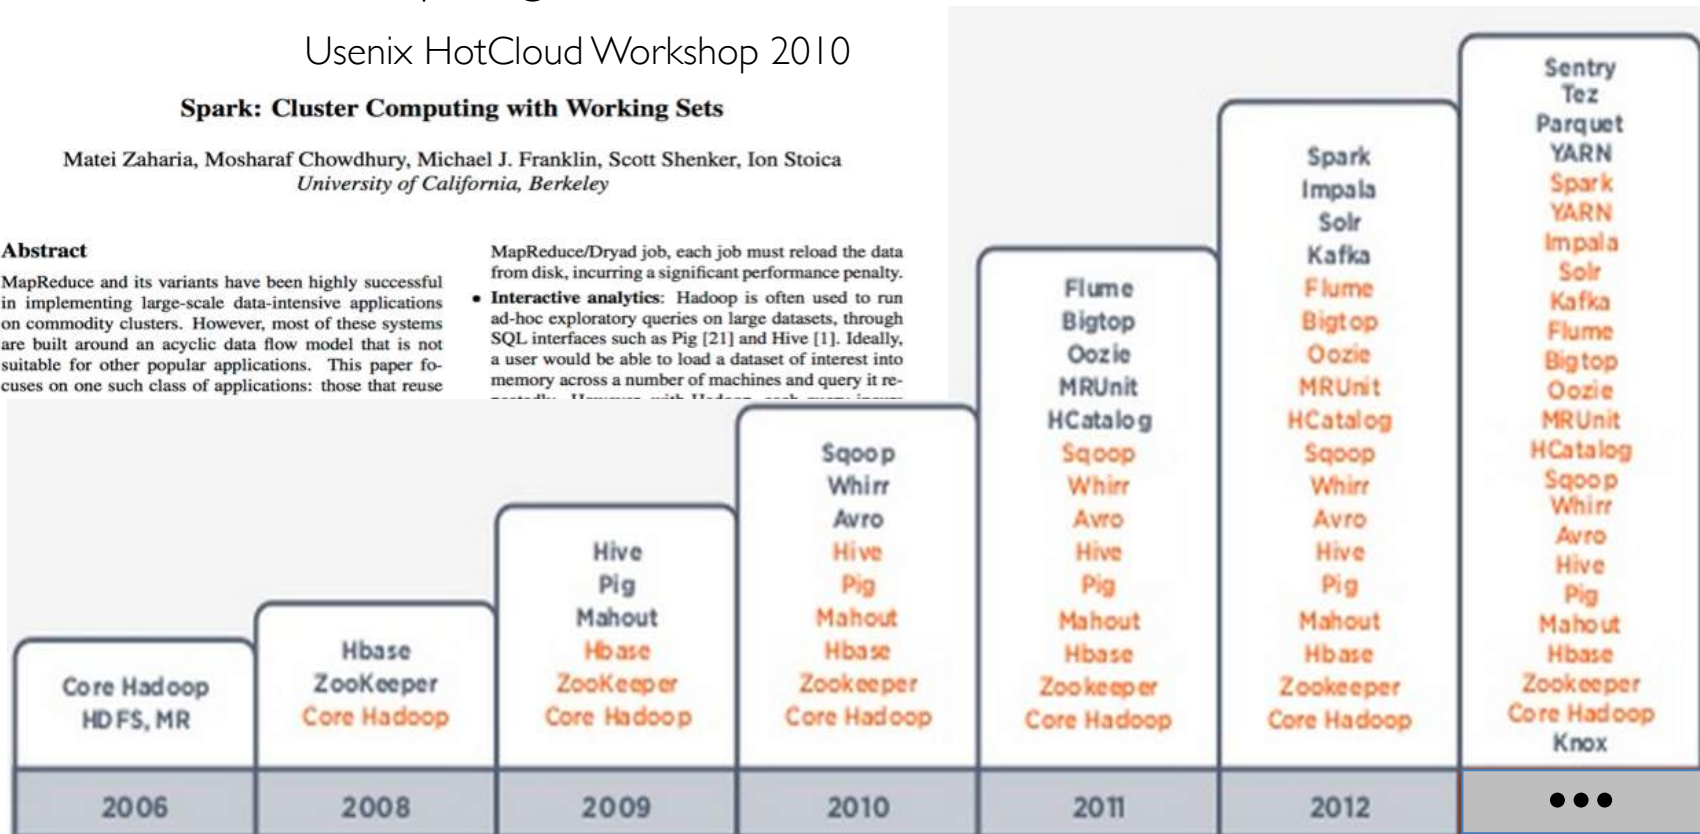 Usenix HotCloud Workshop 2010
Spark: Cluster Computing with Working Sets
Matei Zaharia, Mosharaf Chowdhury, Michael J. Franklin, Scott Shenker, Ion Stoica
University of California, Berkeley
Abstract
MapReduce and its variants have been highly successful
in implementing large-scale data-intensive applications
on commodity clusters. However, most of these systems
are built around an acyclic data flow model that is not
suitable for other popular applications. This paper fo-
cuses on one such class of applications: those that reuse
MapReduce/Dryad job, each job must reload the data
from disk, incurring a significant performance penalty.
• Interactive analytics: Hadoop is often used to run
ad-hoc exploratory queries on large datasets, through
SQL interfaces such as Pig [21] and Hive [1]. Ideally,
a user would be able to load a dataset of interest into
memory across a number of machines and query it re-
Core Hadoop
HDFS, MR
2006
Hbase
ZooKeeper
Core Hadoop
2008
Hive
Pig
Mahout
Hbase
ZooKeeper
Core Hadoop
2009
Sqoop
Whirr
Avro
Hive
Pig
Mahout
Hbase
Zookeeper
Core Hadoop
2010
Flume
Bigtop
Oozie
MRUnit
HCatalog
Sqoop
Whirr
Avro
Hive
Pig
Mahout
Hbase
Zookeeper
Core Hadoop
2011
Spark
Impala
Solr
Kafka
Flume
Bigtop
Oozie
MRUnit
HCatalog
Sqoop
Whirr
Avro
Hive
Pig
Mahout
Hbase
Zookeeper
Core Hadoop
2012
Sentry
Tez
Parquet
YARN
Spark
YARN
Impala
Solr
Kafka
Flume
Bigtop
Oozie
MRUnit
HCatalog
Sqoop
Whirr
Avro
Hive
Pig
Mahout
Hbase
Zookeeper
Core Hadoop
Knox
•••